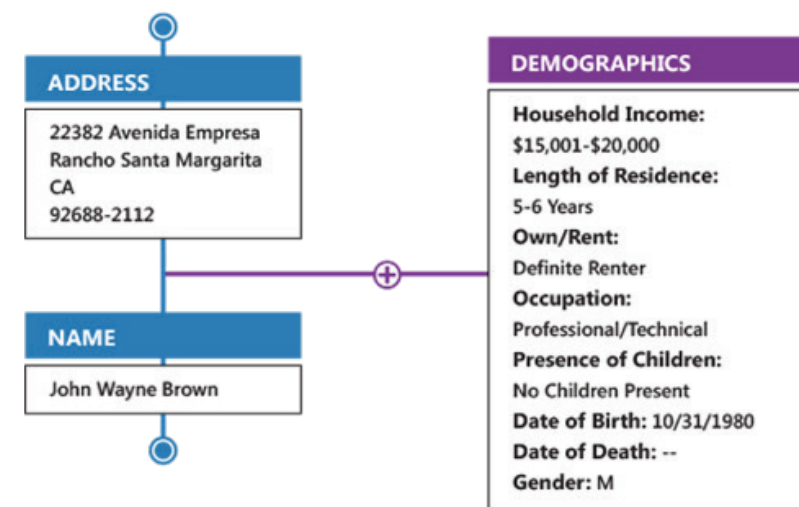 ADDRESS
22382 Avenida Empresa
Rancho Santa Margarita
CA
92688-2112
NAME
John Wayne Brown
DEMOGRAPHICS
Household Income:
$15,001-$20,000
Length of Residence:
5-6 Years
Own/Rent:
Definite Renter
Occupation:
Professional/Technical
Presence of Children:
No Children Present
Date of Birth: 10/31/1980
Date of Death: --
Gender: M